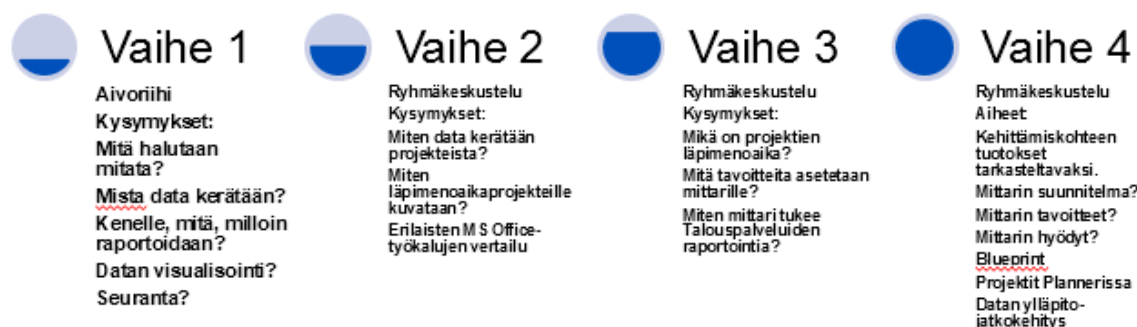 Vaihe 1
Aivoriihi
Kysymykset:
Mitä halutaan
mitata?
Mista data kerätään?
Kenelle, mitä, milloin
raportoidaan?
Datan visualisointi?
Seuranta?
Vaihe 2
Ryhmäkeskustelu
Kysymykset:
Miten data kerätään
projekteista?
Miten
läpimenoaikaprojekteille
kuvataan?
Erilaisten MS Office-
työkalujen vertailu
Vaihe 3
Ryhmäkeskustelu
Kysymykset:
Mikä on projektien
läpimenoaika?
Mitä tavoitteita asetetaan
mittarille?
Miten mittari tukee
Talouspalveluiden
raportointia?
Vaihe 4
Ryhmäkeskustelu
Aiheet:
Kehittämiskohteen
tuotokset
tarkasteltavaksi.
Mittarin suunnitelma?
Mittarin tavoitteet?
Mittarin hyödyt?
Blueprint
Projektit Plannerissa
Datan ylläpito-
jatkokehitys